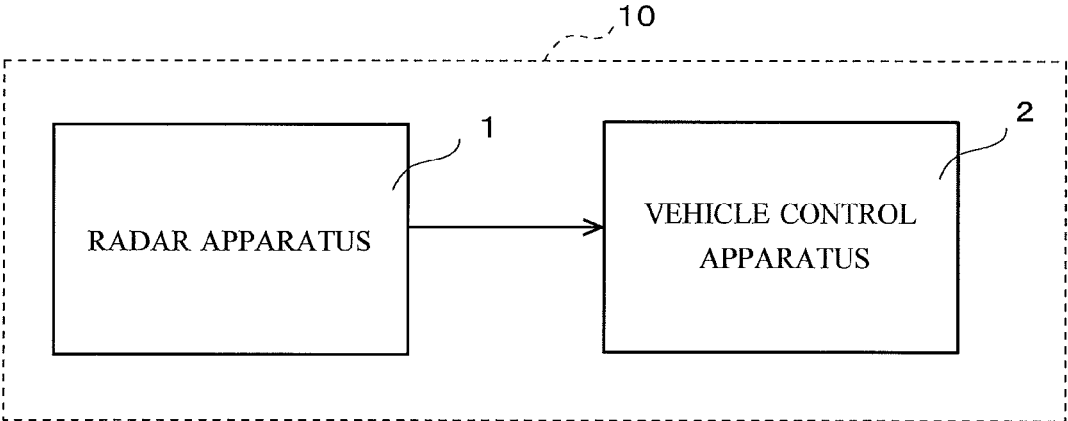 10
1
2
RADAR APPARATUS
VEHICLE CONTROL
APPARATUS